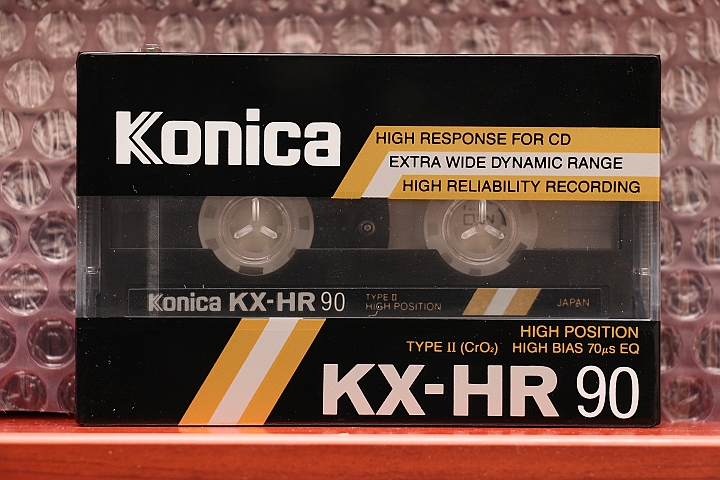 Konica
HIGH RESPONSE FOR CD
EXTRA WIDE DYNAMIC RANGE
HIGH RELIABILITY RECORDING
Konica KX-HR 90
TYPE II
HIGH POSITION
JAPAN
HIGH POSITION
TYPE II (CrO₂) HIGH BIAS 70μs EQ
KX-HR 90